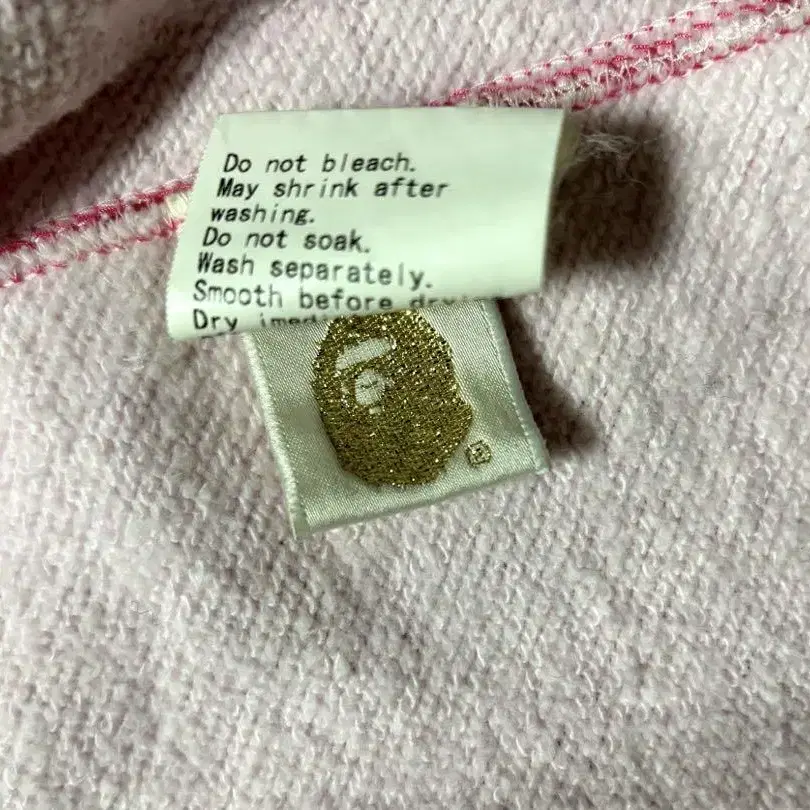 Do not bleach.
May shrink after
washing.
Do not soak.
Wash separately.
Smooth before
Dry
®